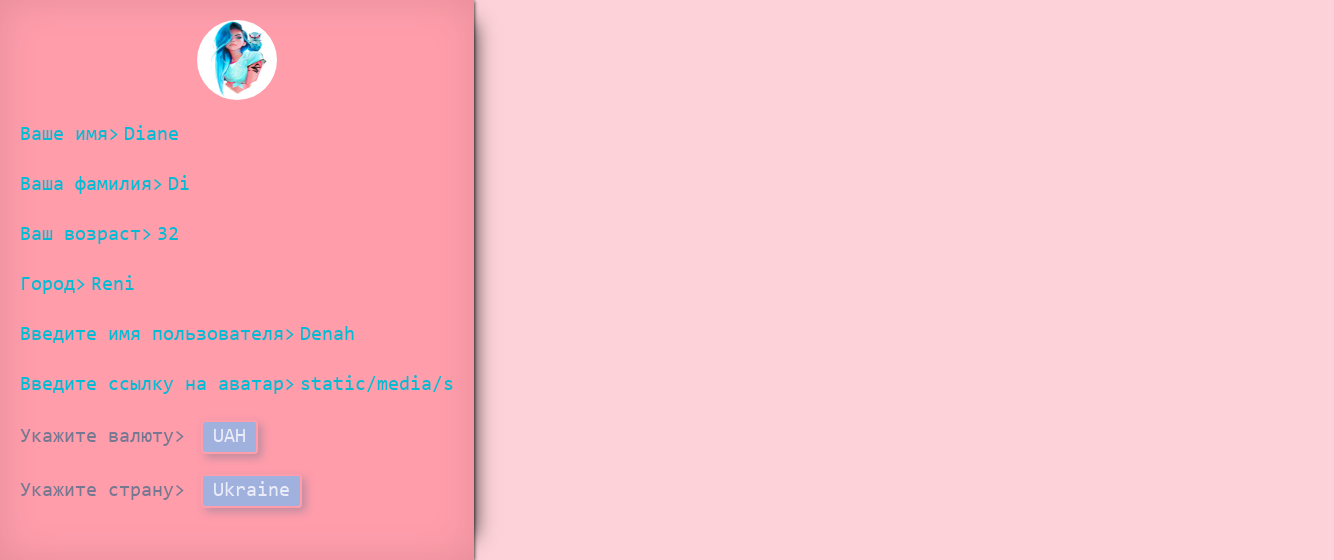 Ваше имя> Diane
Ваша фамилия> Di
Ваш возраст> 32
Город> Reni
Введите имя пользователя> Denah
Введите ссылку на аватар> static/media/s
Укажите валюту> UAH
Укажите страну> Ukraine